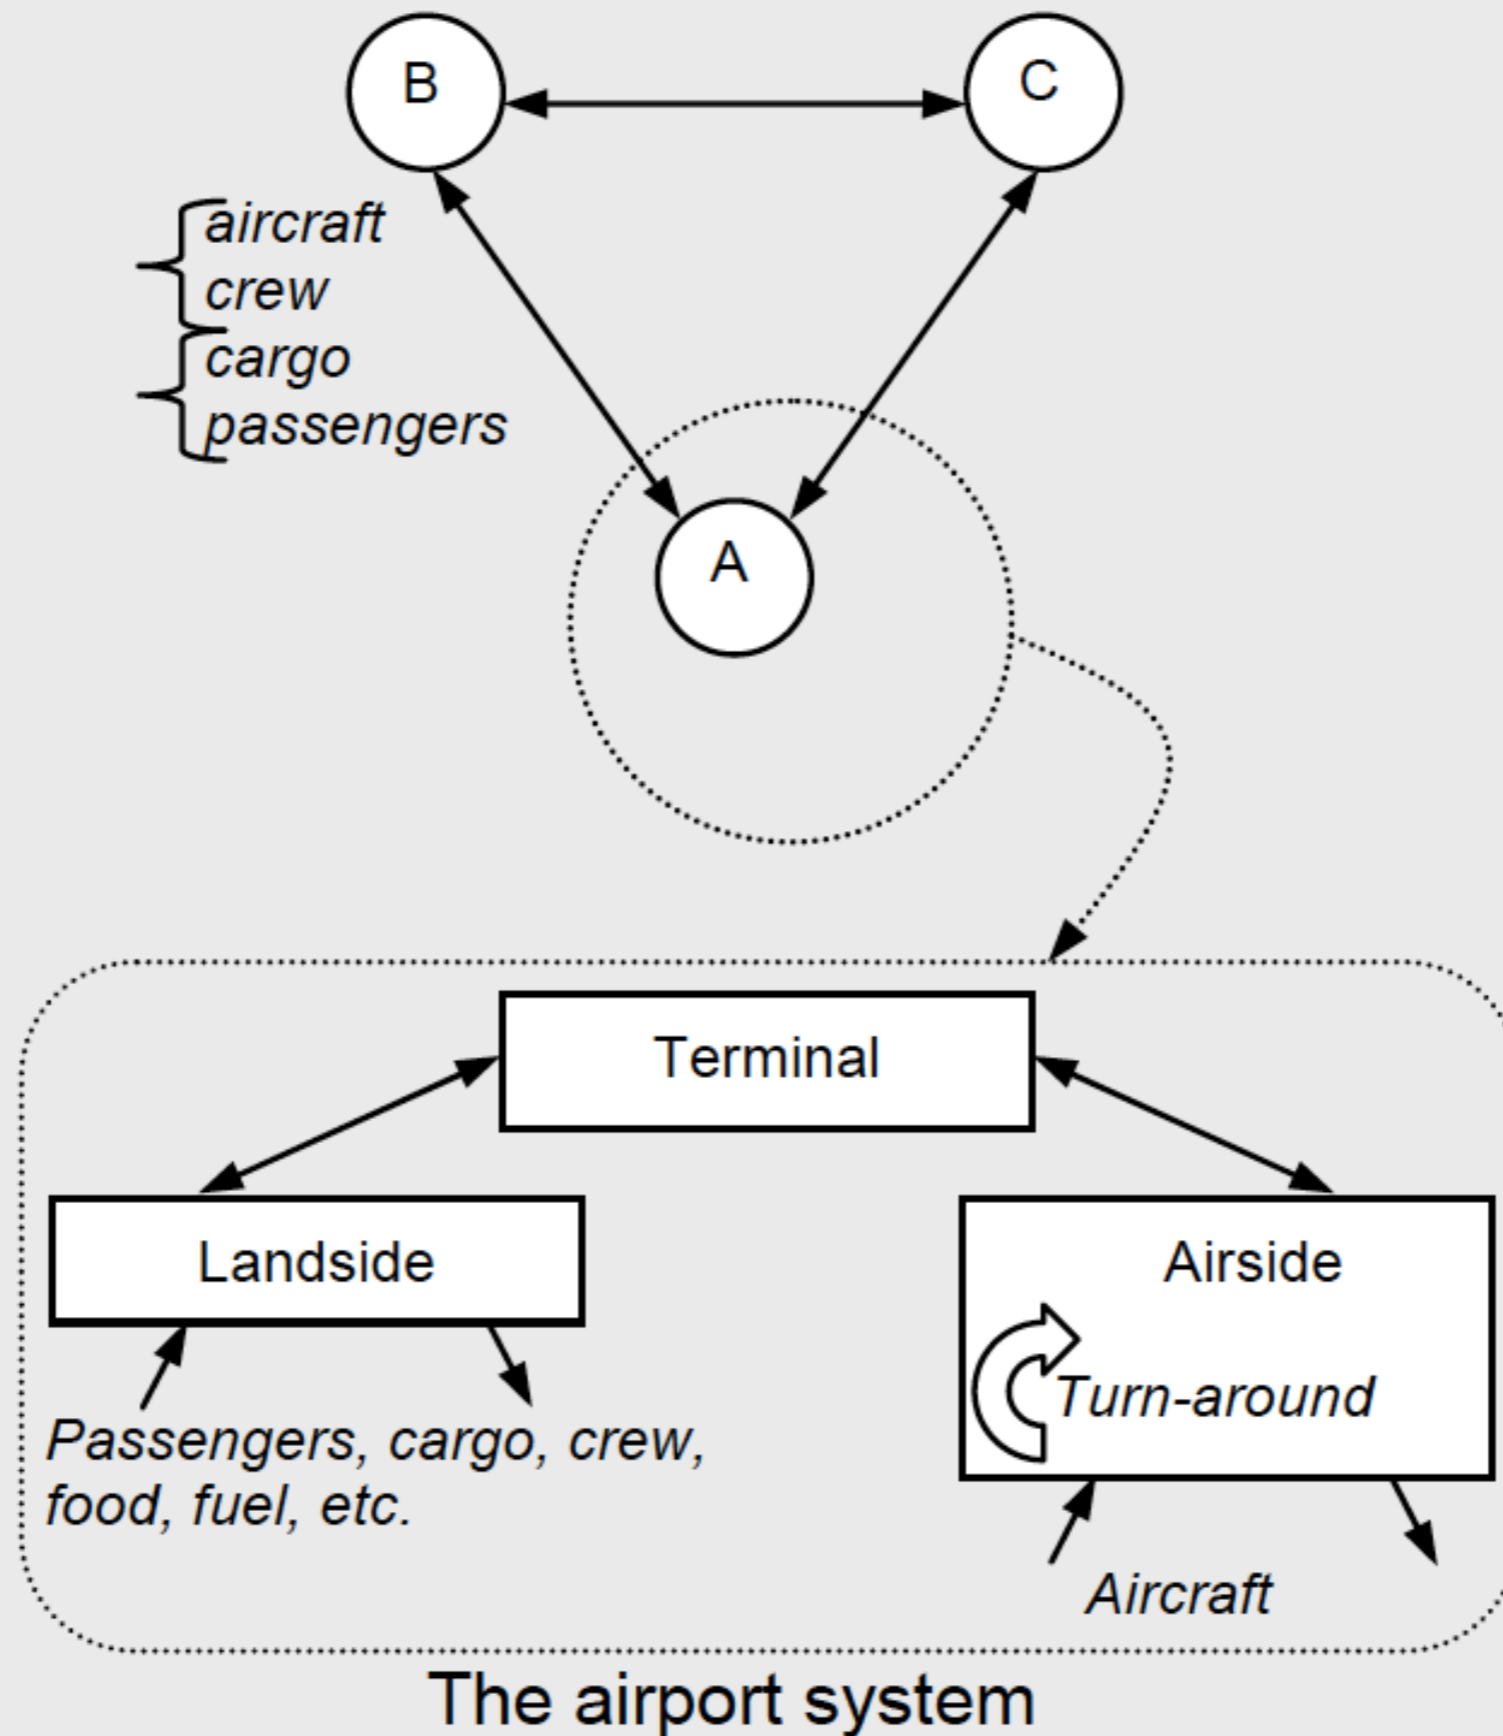 B
C
aircraft
crew
cargo
passengers
A
Terminal
Landside
Airside
Turn-around
Passengers, cargo, crew,
food, fuel, etc.
Aircraft
The airport system